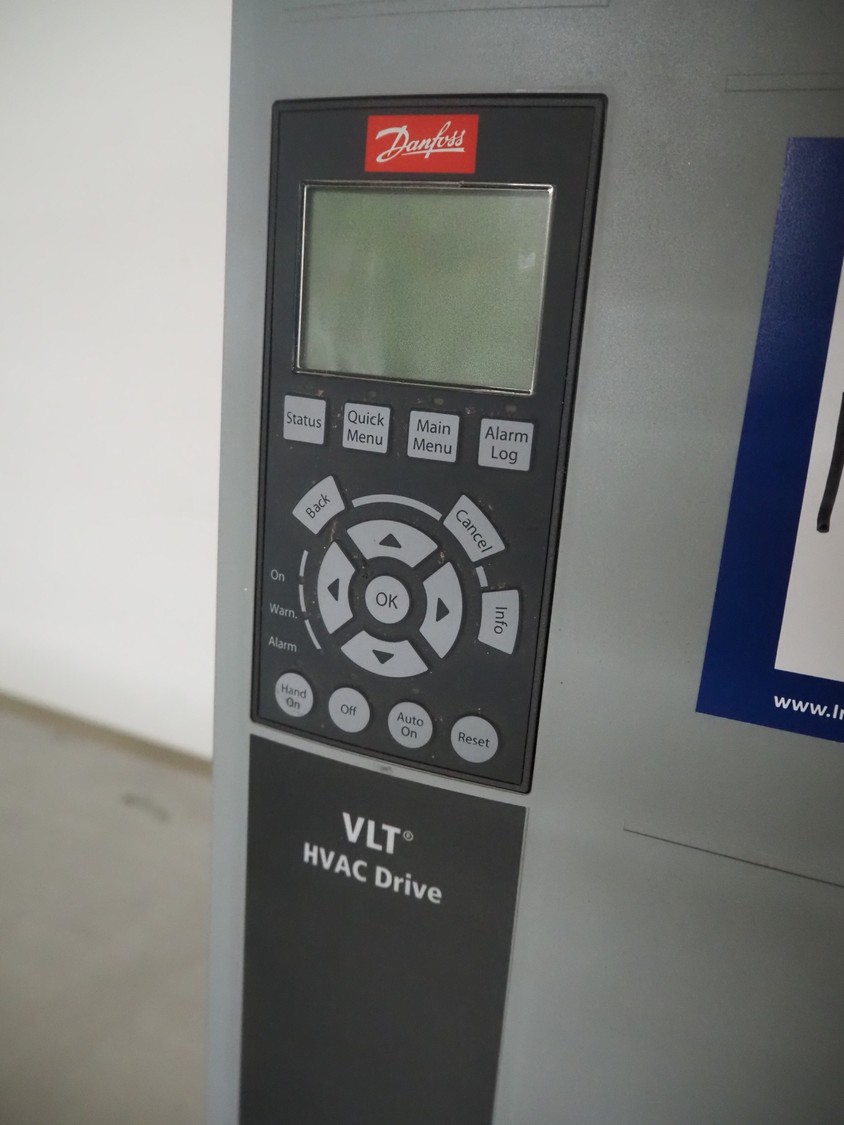 Danfoss
Status
Quick
Menu
Main
Menu
Alarm
Log
Back
Cancel
On
OK
Info
Warn.
Alarm
Hand
On
Off
Auto
On
Reset
VLT®
HVAC Drive